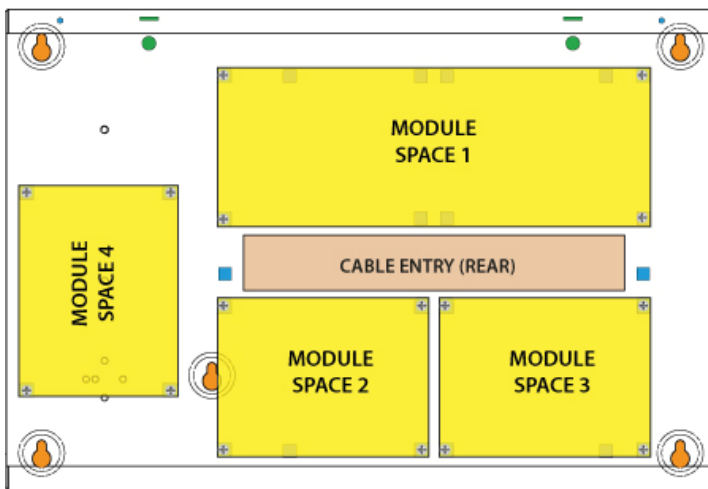 MODULE
SPACE 1
CABLE ENTRY (REAR)
MODULE
SPACE 4
MODULE
SPACE 2
MODULE
SPACE 3